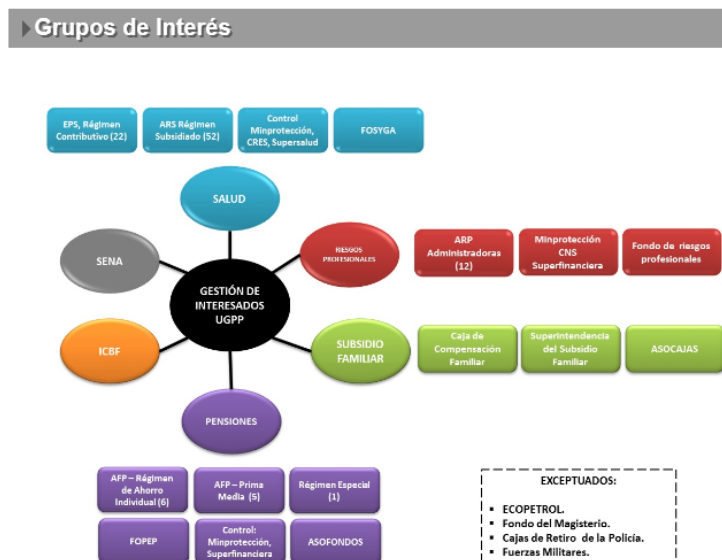 Grupos de Interés
EPS, Régimen
Contributivo (22)
ARS Régimen
Subsidiado (52)
Control
Minprotección,
CRES, Supersalud
FOSYGA
SALUD
SENA
RIESGOS
PROFESIONALES
ARP
Administradoras
(12)
Minprotección
CNS
Superfinanciera
Fondo de riesgos
profesionales
GESTIÓN DE
INTERESADOS
UGPP
ICBF
SUBSIDIO
FAMILIAR
Caja de
Compensación
Familiar
Superintendencia
del Subsidio
Familiar
ASOCAJAS
PENSIONES
AFP – Régimen
de Ahorro
Individual (6)
AFP – Prima
Media (5)
Régimen Especial
(1)
FOPEP
Control:
Minprotección,
Superfinanciera
ASOFONDOS
EXCEPTUADOS:
▪ ECOPETROL.
▪ Fondo del Magisterio.
▪ Cajas de Retiro de la Policía.
▪ Fuerzas Militares.